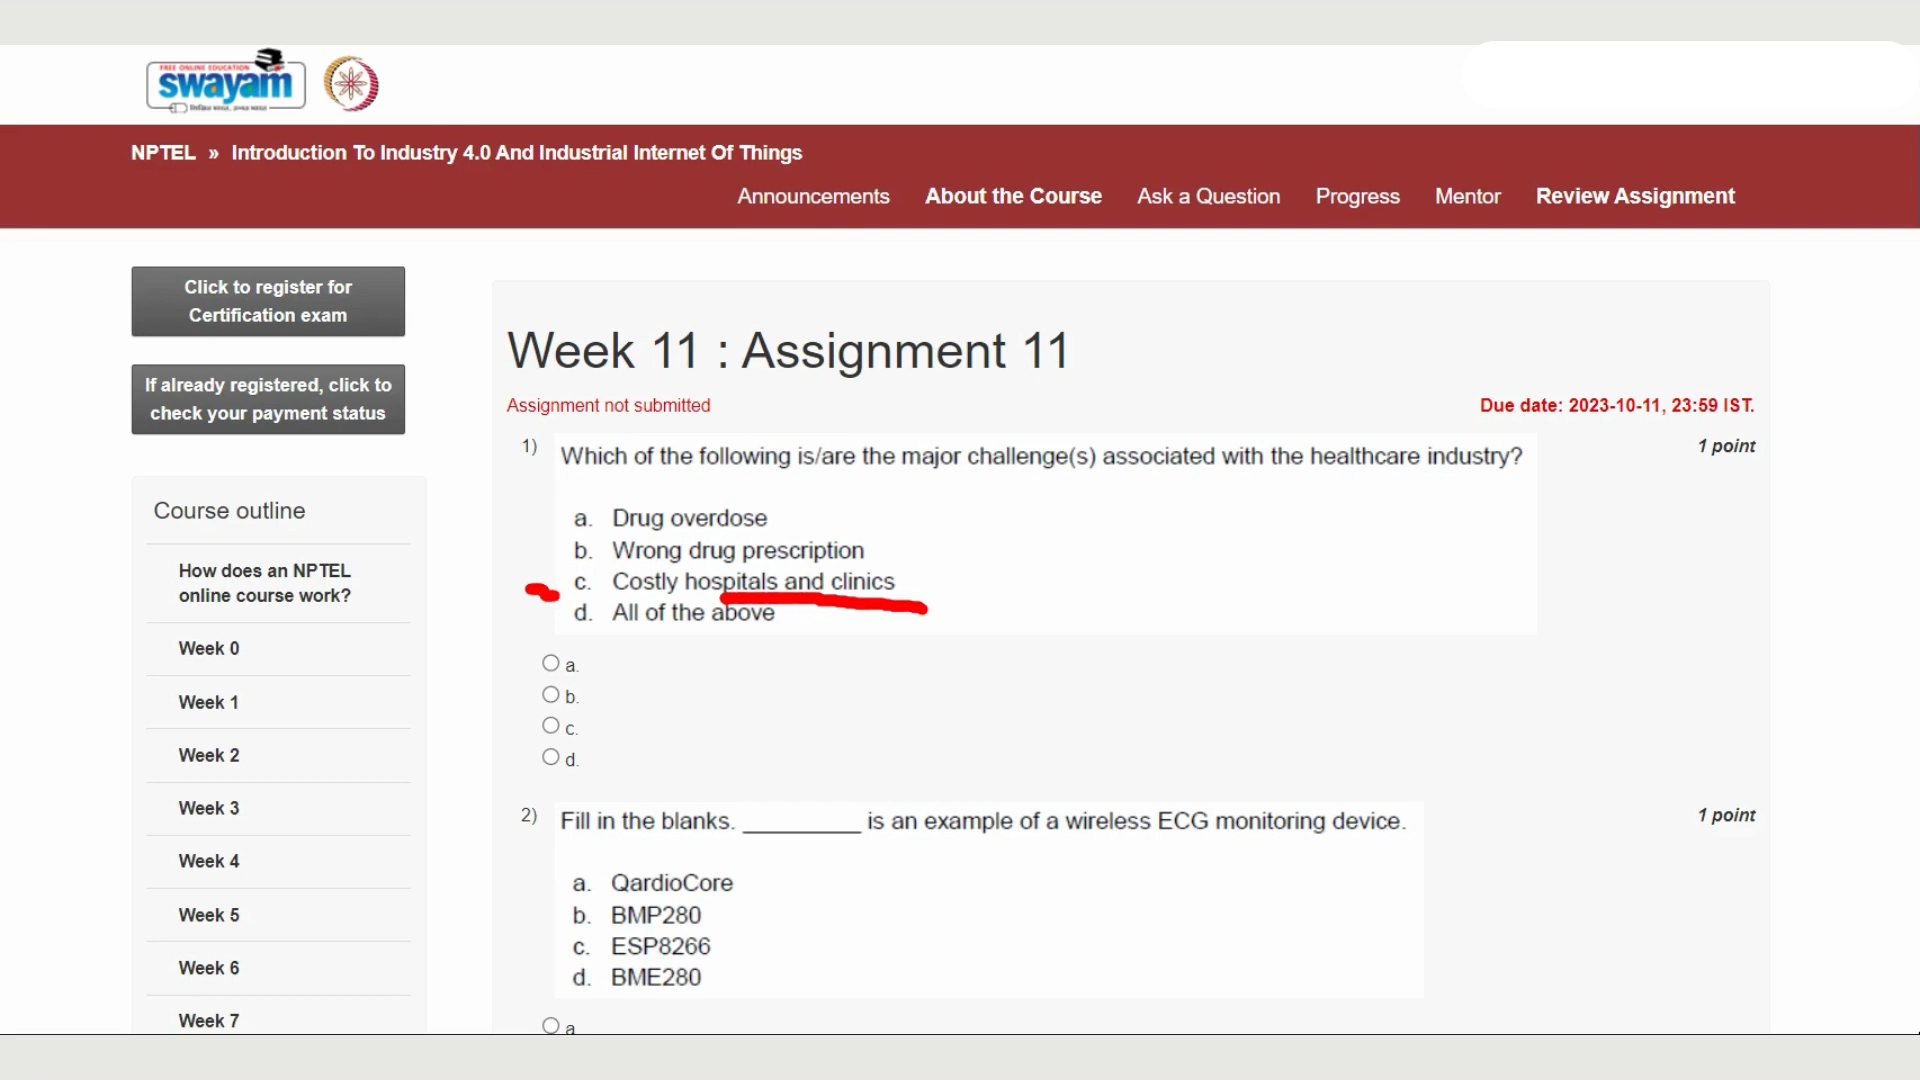 FREE ONLINE EDUCATION
swayam
NPTEL » Introduction To Industry 4.0 And Industrial Internet Of Things
Announcements About the Course Ask a Question Progress Mentor Review Assignment
Click to register for
Certification exam
If already registered, click to
check your payment status
Course outline
How does an NPTEL
online course work?
Week 0
Week 1
Week 2
Week 3
Week 4
Week 5
Week 6
Week 7
Week 11 : Assignment 11
Assignment not submitted Due date: 2023-10-11, 23:59 IST.
1) Which of the following is/are the major challenge(s) associated with the healthcare industry? 1 point
a. Drug overdose
b. Wrong drug prescription
c. Costly hospitals and clinics
d. All of the above
a.
b.
c.
d.
2) Fill in the blanks. __________ is an example of a wireless ECG monitoring device. 1 point
a. QardioCore
b. BMP280
c. ESP8266
d. BME280
a